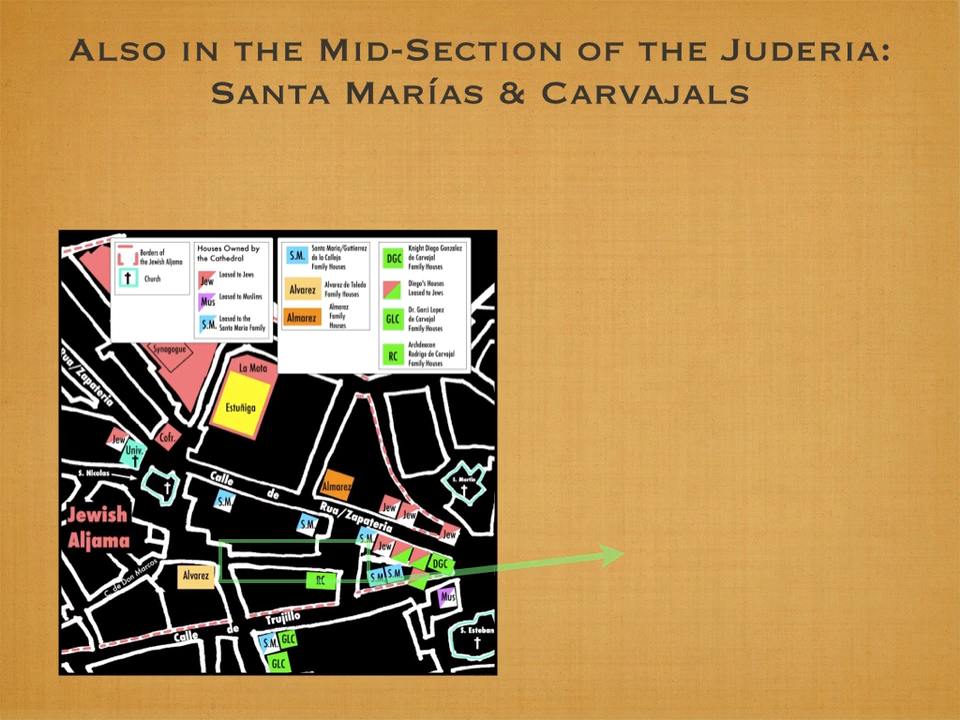 Also in the Mid-Section of the Juderia:
Santa Marías & Carvajals
Borders of
the Jewish Aljama
Church
Houses Owned by
the Cathedral
Jew
Leased to Jews
Mus
Leased to Muslims
S.M.
Leased to the
Santa Maria Family
S.M.
Santa Maria/Guttierrez
de la Calleja
Family Houses
Alvarez
Alvarez de Toledo
Family Houses
Almarez
Almarez
Family
Houses
DGC
Knight Diego Gonzalez
de Carvajal
Family Houses
Diego's Houses
Leased to Jews
GLC
Dr. Garci Lopez
de Carvajal
Family Houses
RC
Archdeacon
Rodrigo de Carvajal
Family Houses
Synagogue
Rua/Zapateria
La Mota
Estuñiga
Jew
Univ.
Cofr.
S. Nicolas
Calle
de
Rua/Zapateria
S.M.
S.M.
Almarez
Jew
Jew
Jew
S. Martin
Jewish
Aljama
S.M.
Jew
DGC
S.M.
S.M.
C. de Don Marcos
Alvarez
RC
Mus
Calle
de
Trujillo
S.M.
GLC
GLC
S. Esteban